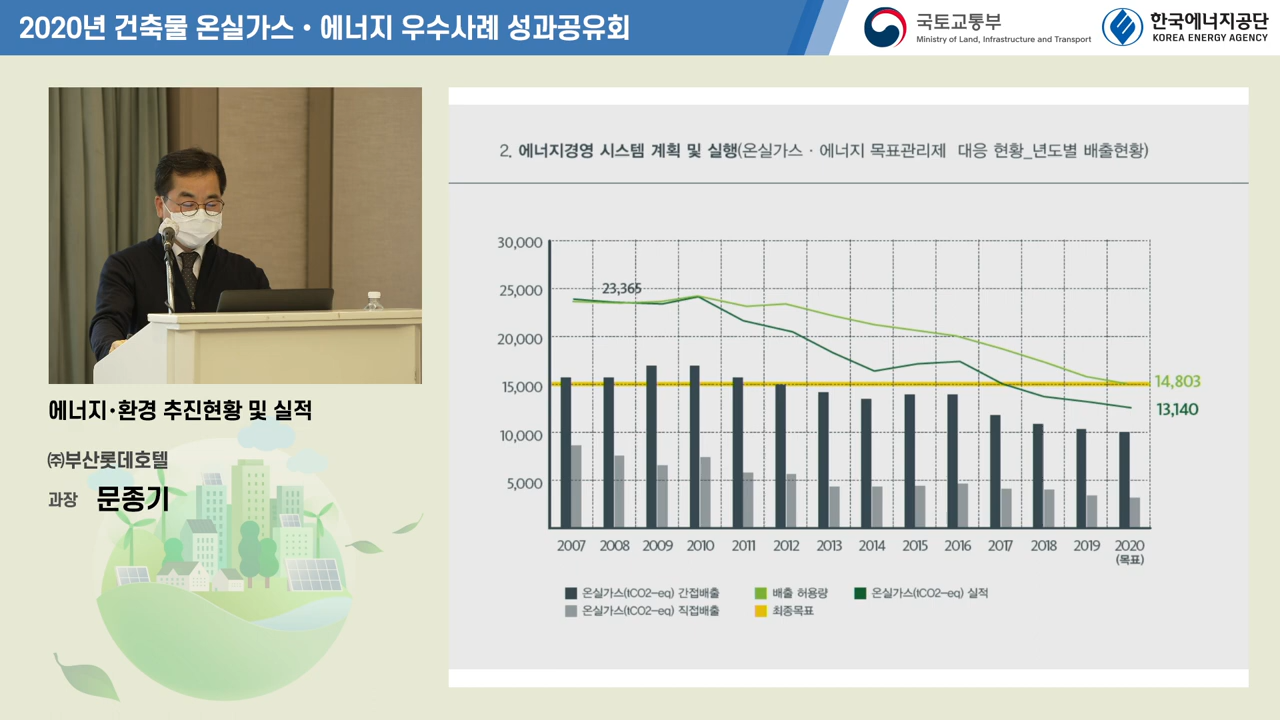 2020년 건축물 온실가스 · 에너지 우수사례 성과공유회
국토교통부
Ministry of Land, Infrastructure and Transport
한국에너지공단
KOREA ENERGY AGENCY
에너지·환경 추진현황 및 실적
㈜부산롯데호텔
과장 문종기
2. 에너지경영 시스템 계획 및 실행(온실가스 · 에너지 목표관리제 대응 현황_년도별 배출현황)
30,000
25,000
20,000
15,000
10,000
5,000
23,365
14,803
13,140
2007 2008 2009 2010 2011 2012 2013 2014 2015 2016 2017 2018 2019 2020
(목표)
온실가스(tCO2-eq) 간접배출 배출 허용량 온실가스(tCO2-eq) 실적
온실가스(tCO2-eq) 직접배출 최종목표